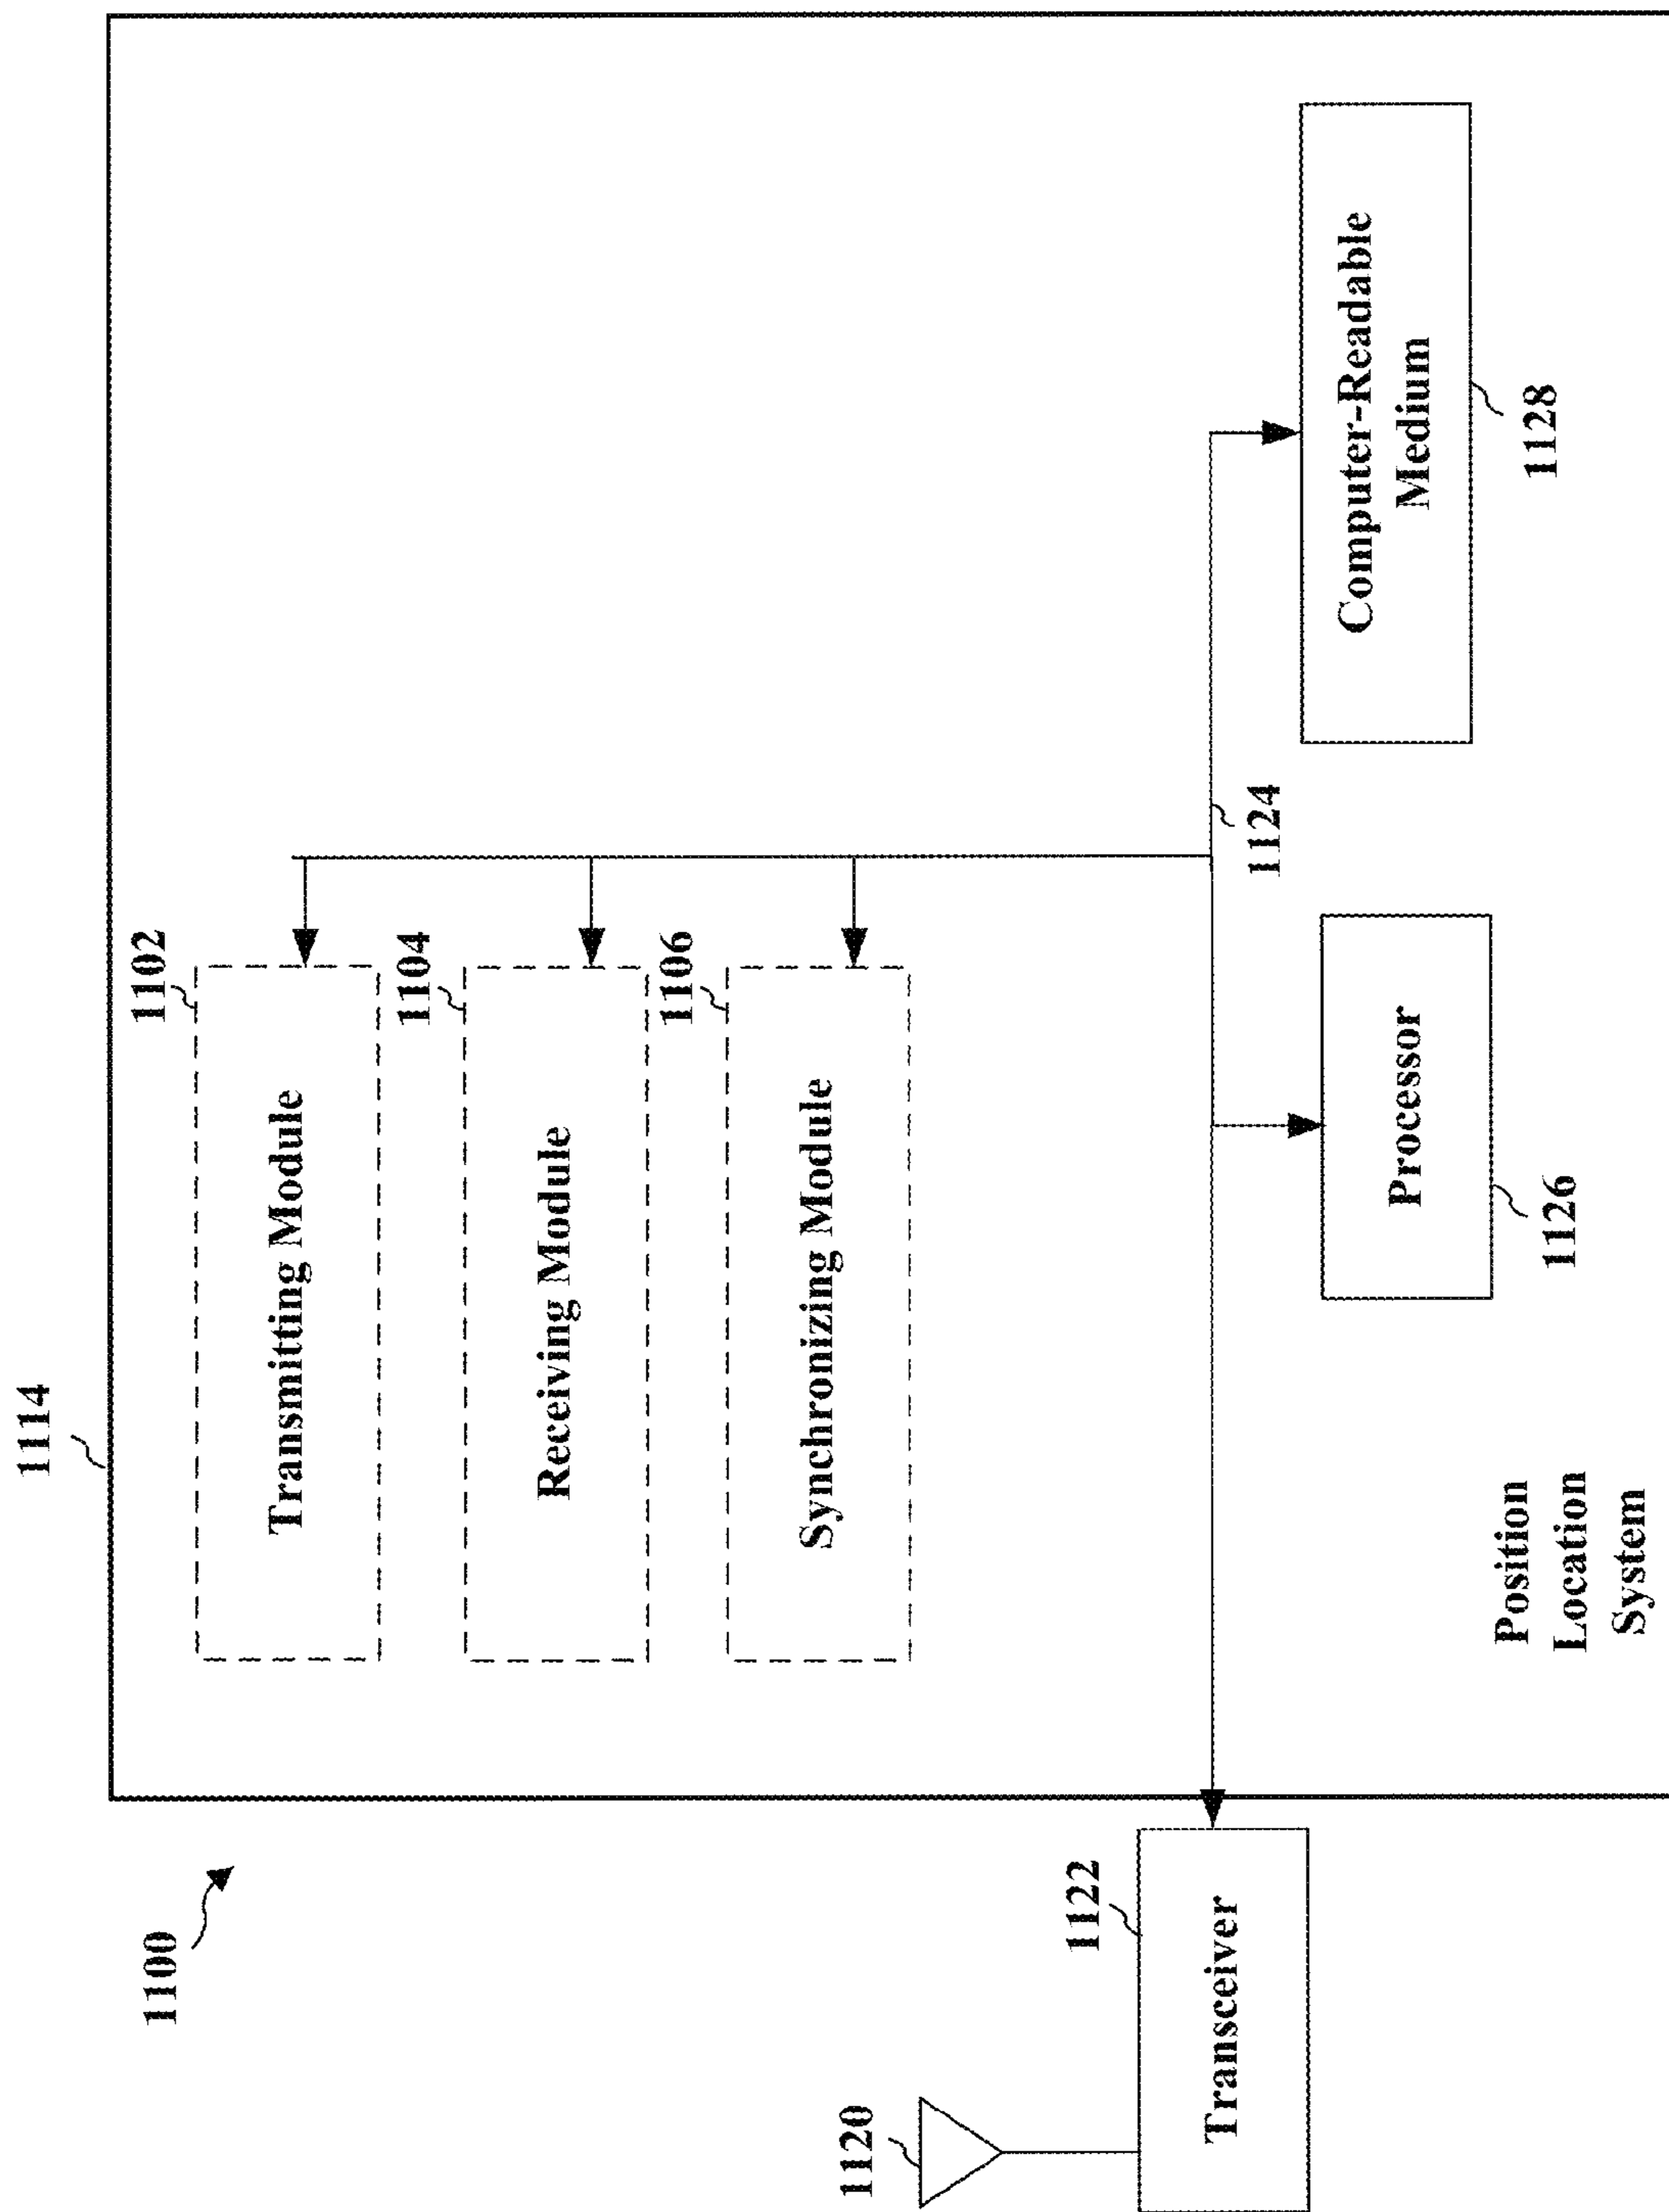 1100
1114
1102
Transmitting Module
1104
Receiving Module
1106
Synchronizing Module
1120
1122
Transceiver
1124
Processor
1126
Computer-Readable
Medium
1128
Position
Location
System